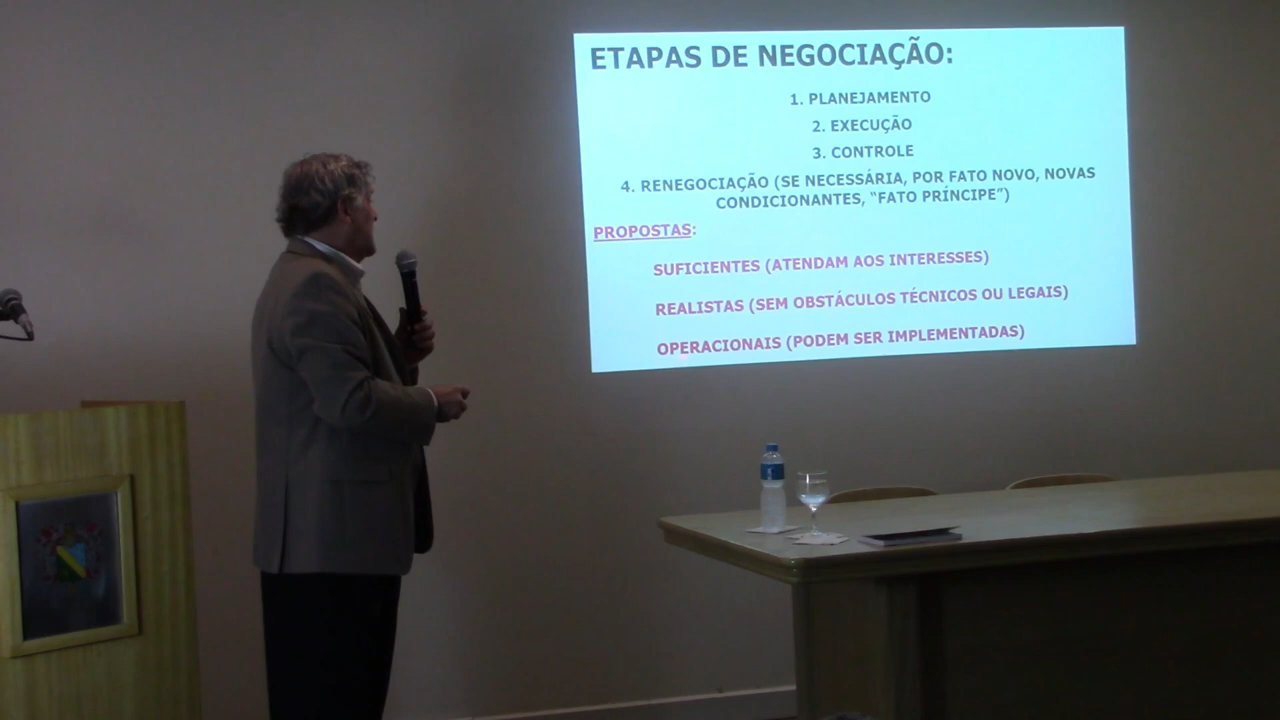 ETAPAS DE NEGOCIAÇÃO:
1. PLANEJAMENTO
2. EXECUÇÃO
3. CONTROLE
4. RENEGOCIAÇÃO (SE NECESSÁRIA, POR FATO NOVO, NOVAS
CONDICIONANTES, “FATO PRÍNCIPE”)
PROPOSTAS:
SUFICIENTES (ATENDAM AOS INTERESSES)
REALISTAS (SEM OBSTÁCULOS TÉCNICOS OU LEGAIS)
OPERACIONAIS (PODEM SER IMPLEMENTADAS)